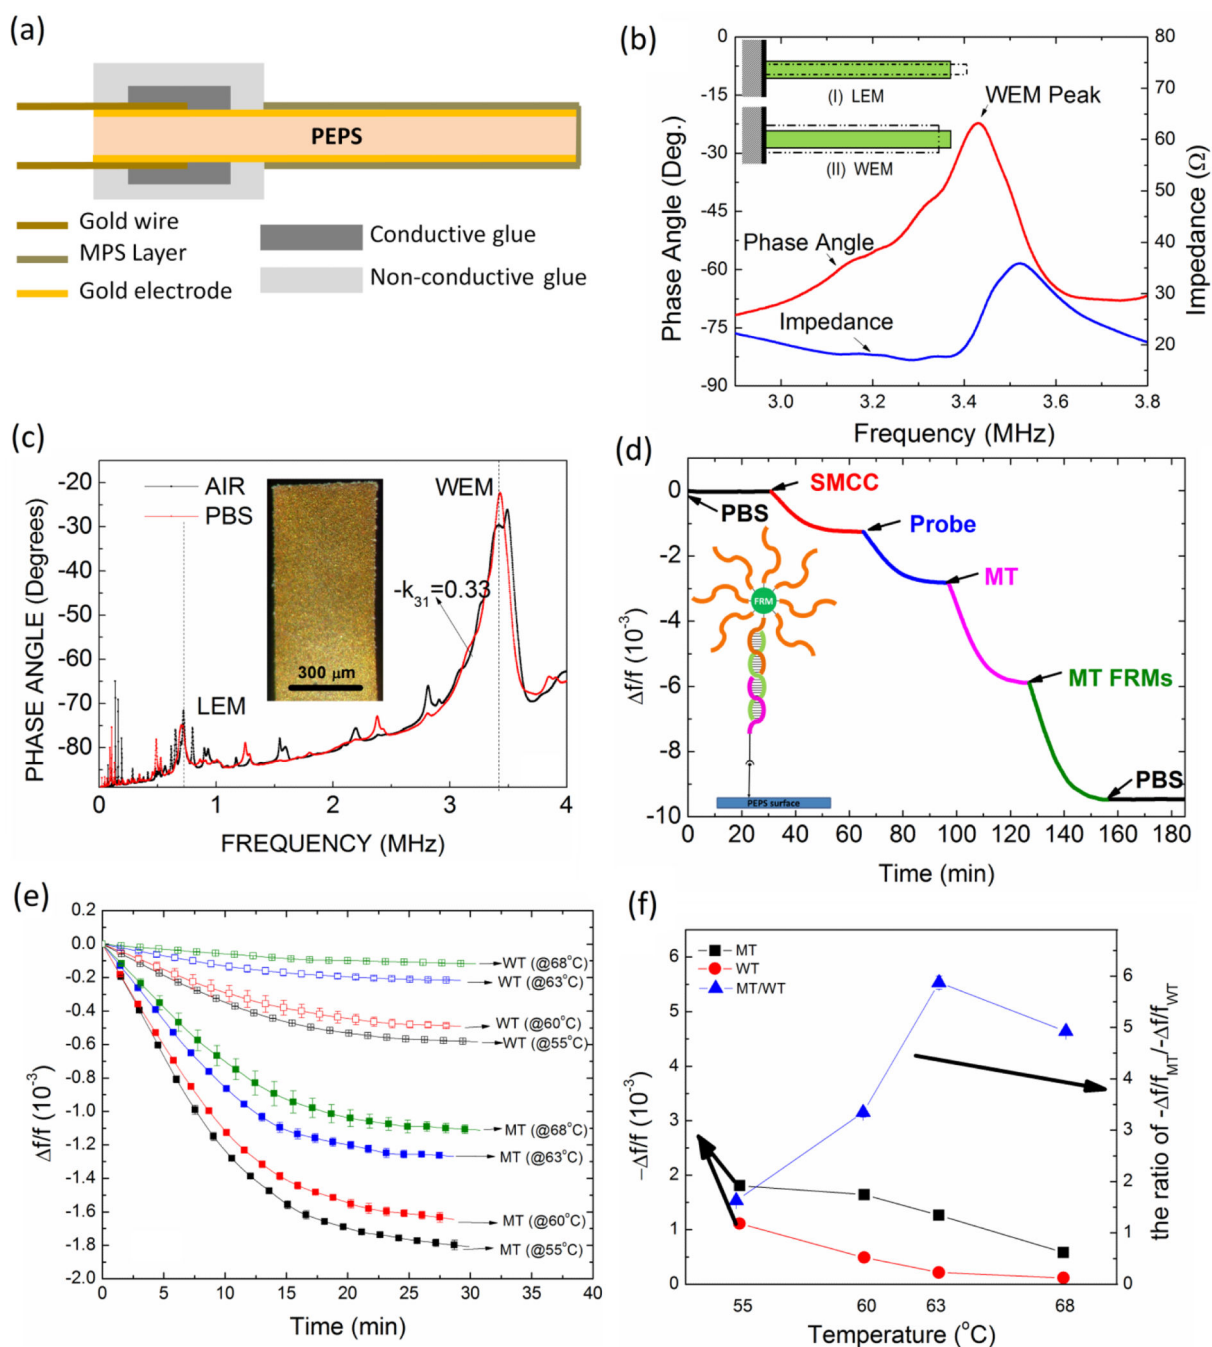 (a)
PEPS
Gold wire
MPS Layer
Gold electrode
Conductive glue
Non-conductive glue
(b)
0
-15
-30
-45
-60
-75
-90
Phase Angle (Deg.)
(I) LEM
(II) WEM
WEM Peak
Phase Angle
Impedance
80
70
60
50
40
30
20
Impedance (Ω)
3.0 3.2 3.4 3.6 3.8
Frequency (MHz)
(c)
-20
-30
-40
-50
-60
-70
-80
PHASE ANGLE (Degrees)
AIR
PBS
WEM
-k31=0.33
300 μm
LEM
0 1 2 3 4
FREQUENCY (MHz)
(d)
0
-2
-4
-6
-8
-10
Δf/f (10-3)
PBS
SMCC
Probe
MT
MT FRMs
PBS
FRM
PEPS surface
0 20 40 60 80 100 120 140 160 180
Time (min)
(e)
0.2
0.0
-0.2
-0.4
-0.6
-0.8
-1.0
-1.2
-1.4
-1.6
-1.8
-2.0
Δf/f (10-3)
WT (@68°C)
WT (@63°C)
WT (@60°C)
WT (@55°C)
MT (@68°C)
MT (@63°C)
MT (@60°C)
MT (@55°C)
0 5 10 15 20 25 30 35 40
Time (min)
(f)
6
5
4
3
2
1
0
-Δf/f (10-3)
MT
WT
MT/WT
6
5
4
3
2
1
0
the ratio of -Δf/fMT/-Δf/fWT
55 60 63 68
Temperature (°C)